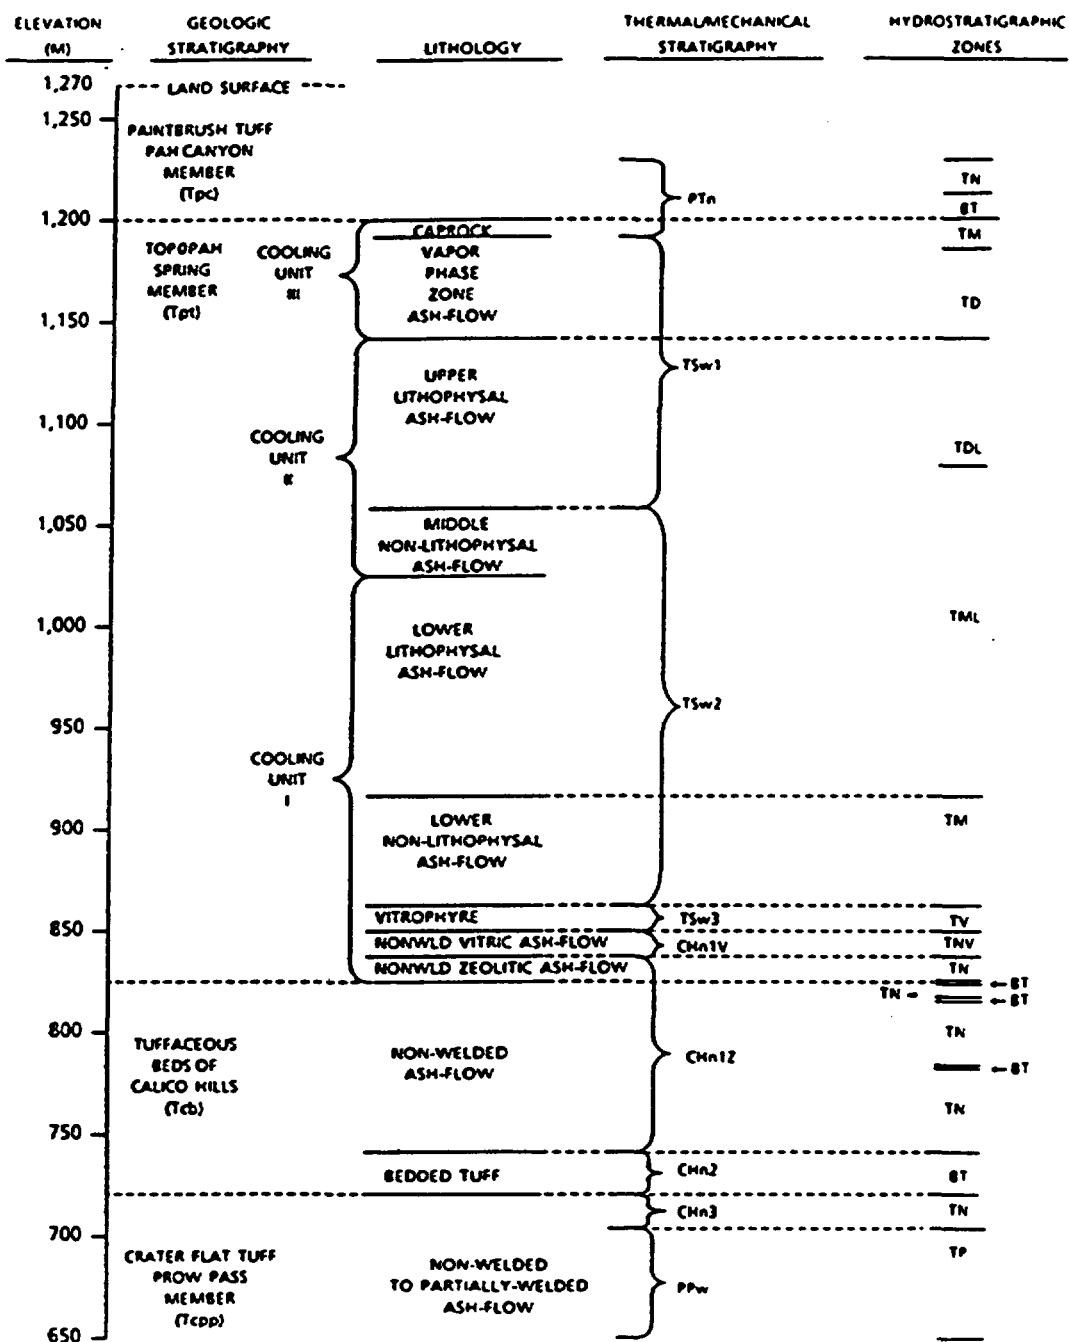 ELEVATION
(M)
GEOLOGIC
STRATIGRAPHY
LITHOLOGY
THERMAL/MECHANICAL
STRATIGRAPHY
HYDROSTRATIGRAPHIC
ZONES
1,270
LAND SURFACE
1,250
PAINTBRUSH TUFF
PAH CANYON
MEMBER
(Tpc)
PTn
TN
BT
1,200
CAPROCK
TM
TOPOPAH
SPRING
MEMBER
(Tpt)
COOLING
UNIT
III
VAPOR
PHASE
ZONE
ASH-FLOW
TD
1,150
UPPER
LITHOPHYSAL
ASH-FLOW
TSw1
1,100
COOLING
UNIT
II
TDL
1,050
MIDDLE
NON-LITHOPHYSAL
ASH-FLOW
1,000
LOWER
LITHOPHYSAL
ASH-FLOW
TML
950
TSw2
COOLING
UNIT
I
900
LOWER
NON-LITHOPHYSAL
ASH-FLOW
TM
850
VITROPHYRE
TSw3
TV
NONWLD VITRIC ASH-FLOW
CHn1V
TNV
NONWLD ZEOLITIC ASH-FLOW
TN
BT
TN
BT
800
TUFFACEOUS
BEDS OF
CALICO HILLS
(Tcb)
NON-WELDED
ASH-FLOW
CHn1Z
TN
BT
TN
750
BEDDED TUFF
CHn2
BT
CHn3
TN
700
CRATER FLAT TUFF
PROW PASS
MEMBER
(Tcpp)
NON-WELDED
TO PARTIALLY-WELDED
ASH-FLOW
PPw
TP
650